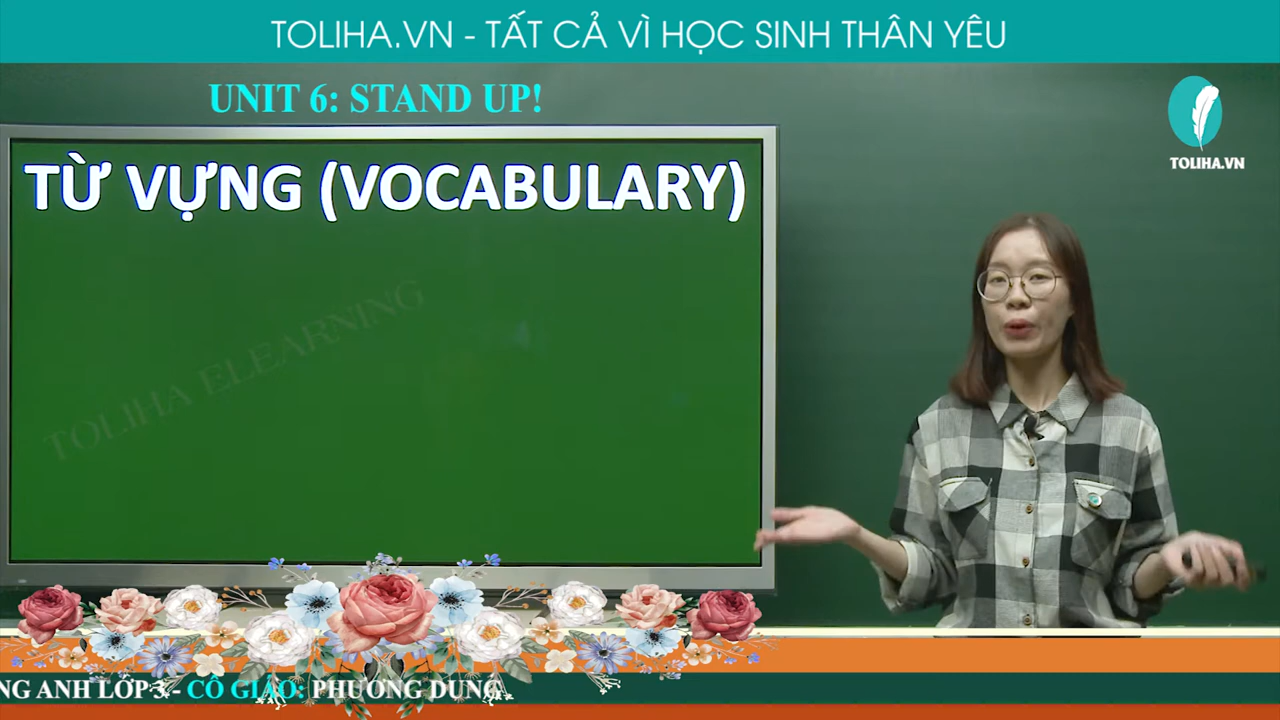 TOLIHA.VN - TẤT CẢ VÌ HỌC SINH THÂN YÊU
UNIT 6: STAND UP!
TOLIHA.VN
TỪ VỰNG (VOCABULARY)
TOLIHA ELEARNING
NG ANH LỚP 3 - CÔ GIÁO: PHƯƠNG DUNG